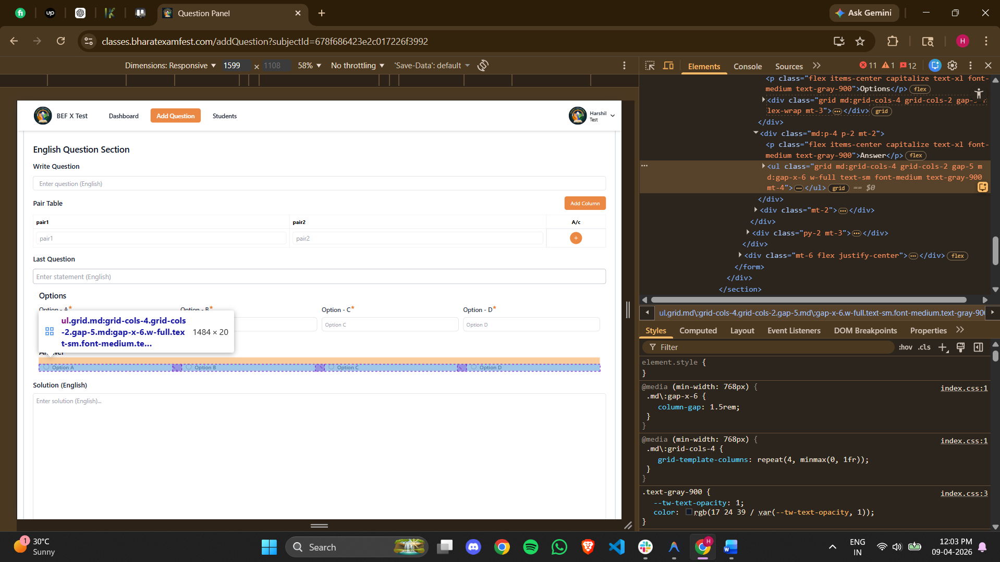 Question Panel
Ask Gemini
classes.bharatexamfest.com/addQuestion?subjectId=678f686423e2c017226f3992
H
Dimensions: Responsive
1599
×
1108
58%
No throttling
'Save-Data': default
Elements
Console
Sources
11
1
12
BEF X Test
Dashboard
Add Question
Students
Harshil
Test
English Question Section
Write Question
Enter question (English)
Pair Table
Add Column
pair1
pair2
A/c
pair1
pair2
+
Last Question
Enter statement (English)
Options
Option - A*
Option - B*
Option - C*
Option - D*
Option C
Option D
ul.grid.md:grid-cols-4.grid-cols
-2.gap-5.md:gap-x-6.w-full.tex
t-sm.font-medium.te...
1484 × 20
Answer
Option A
Option B
Option C
Option D
Solution (English)
Enter solution (English)...
<p class="flex items-center capitalize text-xl font-
medium text-gray-900">Options</p>
flex
<div class="grid md:grid-cols-4 grid-cols-2 gap-
lex-wrap mt-3">…</div>
grid
</div>
<div class="md:p-4 p-2 mt-2">
<p class="flex items-center capitalize text-xl font-
medium text-gray-900">Answer</p>
flex
<ul class="grid md:grid-cols-4 grid-cols-2 gap-5 m
d:gap-x-6 w-full text-sm font-medium text-gray-900
mt-4">…</ul>
grid
== $0
</div>
<div class="mt-2">…</div>
</div>
<div class="py-2 mt-3">…</div>
</div>
<div class="mt-6 flex justify-center">…</div>
flex
</form>
</div>
</section>
ul.grid.md\:grid-cols-4.grid-cols-2.gap-5.md\:gap-x-6.w-full.text-sm.font-medium.text-gray-900
Styles
Computed
Layout
Event Listeners
DOM Breakpoints
Properties
Filter
:hov
.cls
element.style {
}
@media (min-width: 768px) {
index.css:1
.md\:gap-x-6 {
column-gap: 1.5rem;
}
}
@media (min-width: 768px) {
index.css:1
.md\:grid-cols-4 {
grid-template-columns: repeat(4, minmax(0, 1fr));
}
}
.text-gray-900 {
index.css:3
--tw-text-opacity: 1;
color: rgb(17 24 39 / var(--tw-text-opacity, 1));
}
1
30°C
Sunny
Search
ENG
IN
12:03 PM
09-04-2026